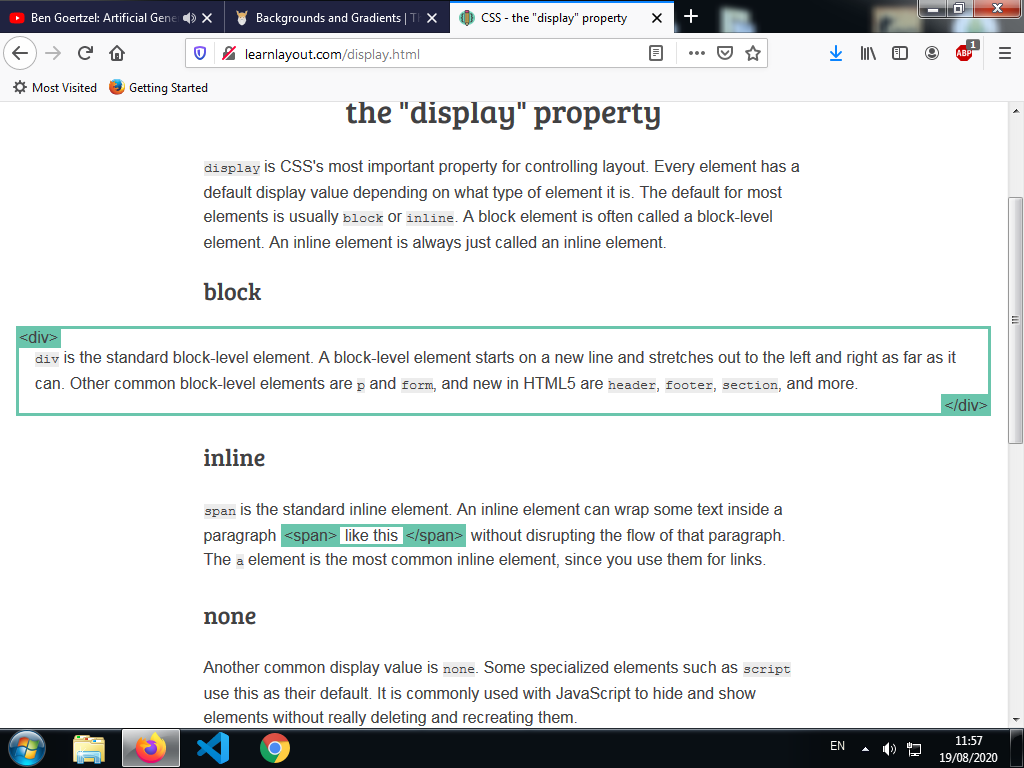 Ben Goertzel: Artificial Gene
Backgrounds and Gradients | Th
CSS - the "display" property
learnlayout.com/display.html
ABP
1
Most Visited
Getting Started
the "display" property
display is CSS's most important property for controlling layout. Every element has a
default display value depending on what type of element it is. The default for most
elements is usually block or inline. A block element is often called a block-level
element. An inline element is always just called an inline element.
block
<div>
div is the standard block-level element. A block-level element starts on a new line and stretches out to the left and right as far as it
can. Other common block-level elements are p and form, and new in HTML5 are header, footer, section, and more.
</div>
inline
span is the standard inline element. An inline element can wrap some text inside a
paragraph <span> like this </span> without disrupting the flow of that paragraph.
The a element is the most common inline element, since you use them for links.
none
Another common display value is none. Some specialized elements such as script
use this as their default. It is commonly used with JavaScript to hide and show
elements without really deleting and recreating them.
EN
11:57
19/08/2020